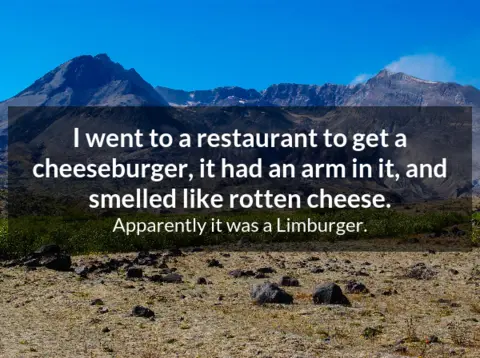 I went to a restaurant to get a
cheeseburger, it had an arm in it, and
smelled like rotten cheese.
Apparently it was a Limburger.